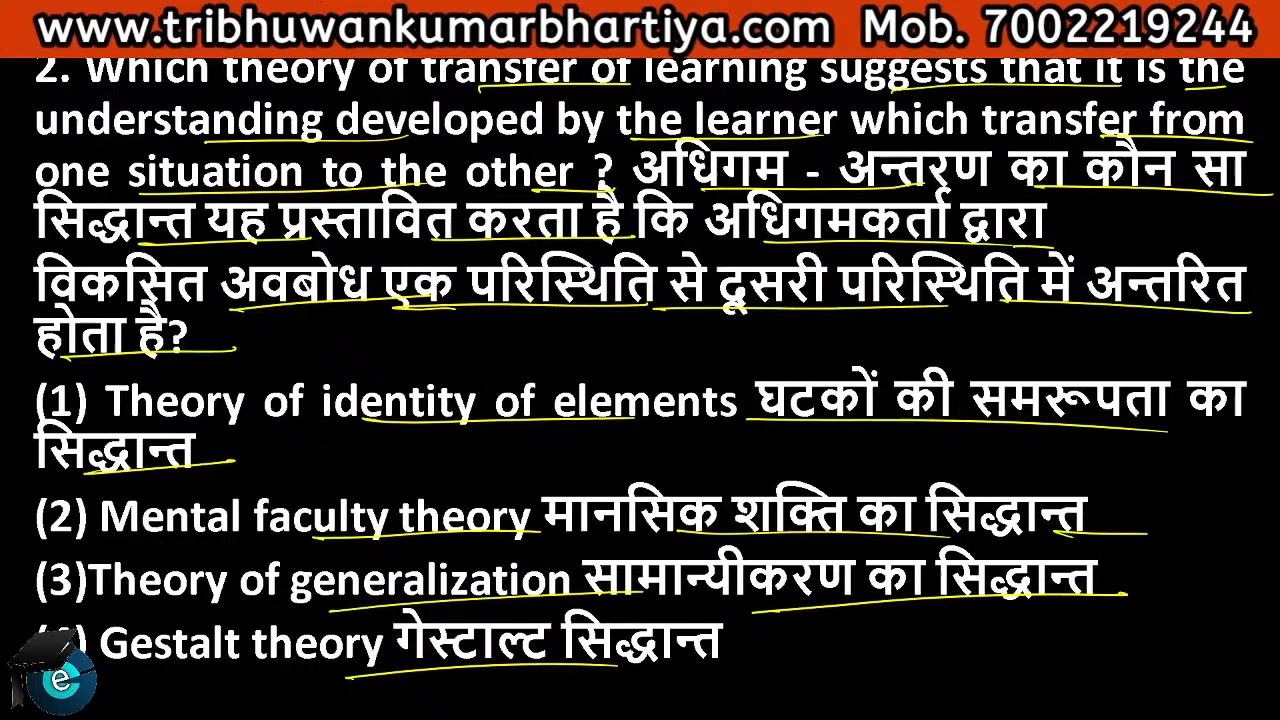 www.tribhuwankumarbhartiya.com Mob. 7002219244
2. Which theory of transfer of learning suggests that it is the
understanding developed by the learner which transfer from
one situation to the other ? अधिगम - अन्तरण का कौन सा
सिद्धान्त यह प्रस्तावित करता है कि अधिगमकर्ता द्वारा
विकसित अवबोध एक परिस्थिति से दूसरी परिस्थिति में अन्तरित
होता है?
(1) Theory of identity of elements घटकों की समरूपता का
सिद्धान्त
(2) Mental faculty theory मानसिक शक्ति का सिद्धान्त
(3)Theory of generalization सामान्यीकरण का सिद्धान्त
(4) Gestalt theory गेस्टाल्ट सिद्धान्त
e